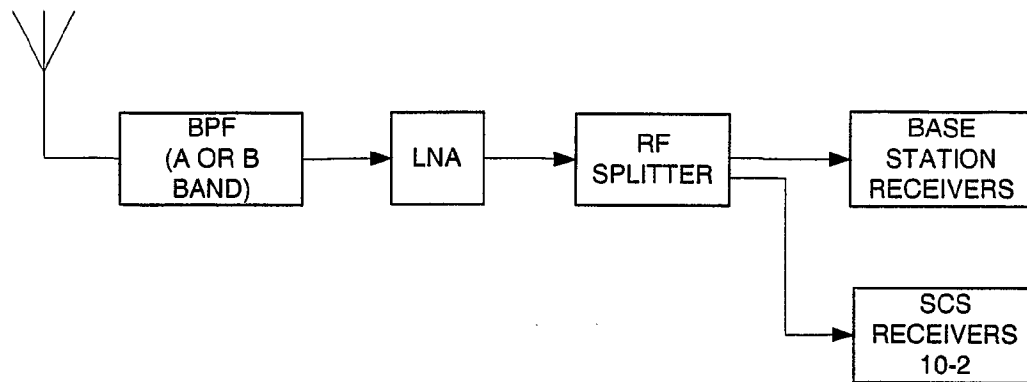 BPF
(A OR B
BAND)
LNA
RF
SPLITTER
BASE
STATION
RECEIVERS
SCS
RECEIVERS
10-2